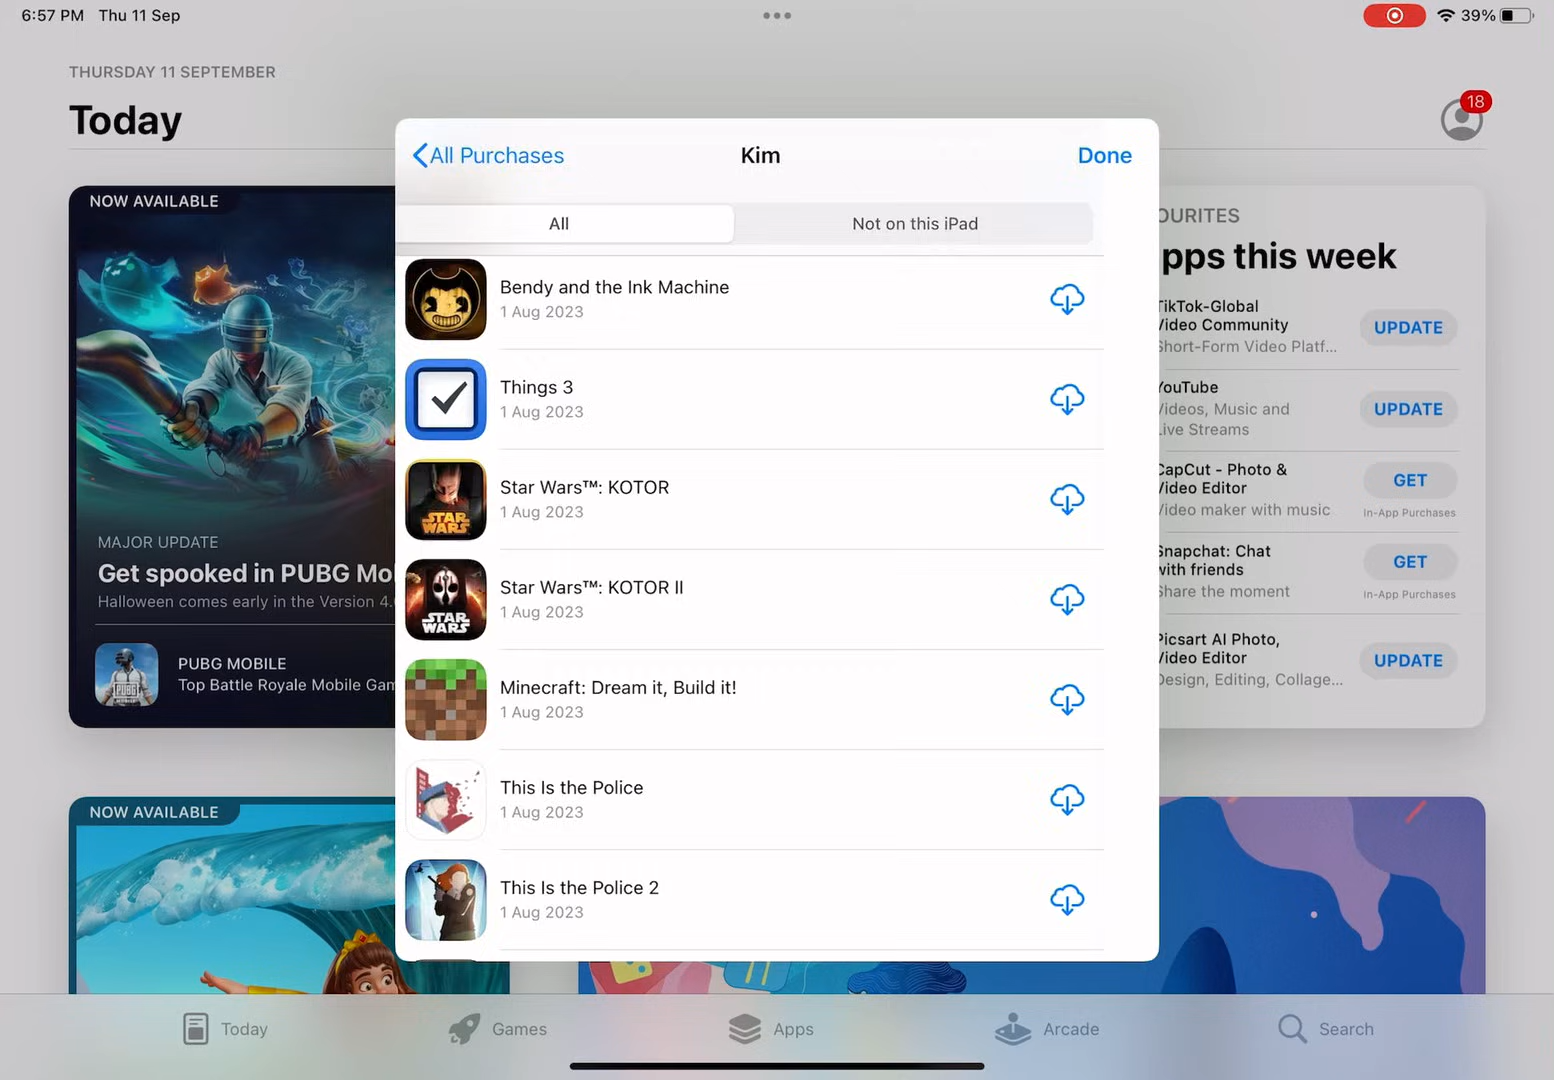 6:57 PM Thu 11 Sep
39%
THURSDAY 11 SEPTEMBER
Today
18
NOW AVAILABLE
MAJOR UPDATE
Get spooked in PUBG Mo
Halloween comes early in the Version 4.
PUBG MOBILE
Top Battle Royale Mobile Gam
PUBG
All Purchases
Kim
Done
All
Not on this iPad
Bendy and the Ink Machine
1 Aug 2023
Things 3
1 Aug 2023
Star Wars™: KOTOR
1 Aug 2023
STAR
WARS
Star Wars™: KOTOR II
1 Aug 2023
STAR
WARS
Minecraft: Dream it, Build it!
1 Aug 2023
This Is the Police
1 Aug 2023
This Is the Police 2
1 Aug 2023
OURITES
pps this week
TikTok-Global
Video Community
Short-Form Video Platf...
UPDATE
YouTube
Videos, Music and
Live Streams
UPDATE
CapCut - Photo &
Video Editor
Video maker with music
GET
In-App Purchases
Snapchat: Chat
with friends
Share the moment
GET
In-App Purchases
Picsart AI Photo,
Video Editor
Design, Editing, Collage...
UPDATE
NOW AVAILABLE
Today
Games
Apps
Arcade
Search